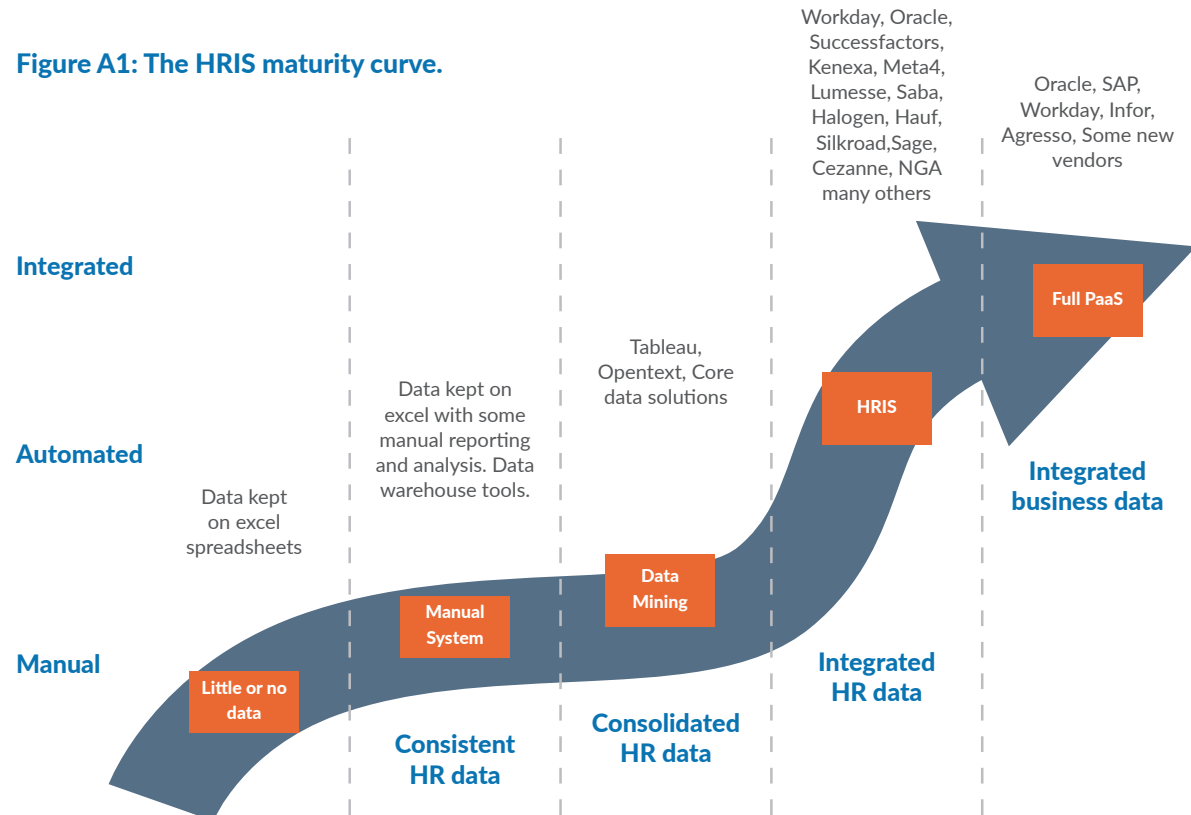 Figure A1: The HRIS maturity curve.
Workday, Oracle,
Successfactors,
Kenexa, Meta4,
Lumesse, Saba,
Halogen, Hauf,
Silkroad,Sage,
Cezanne, NGA
many others
Oracle, SAP,
Workday, Infor,
Agresso, Some new
vendors
Integrated
Full PaaS
Tableau,
Opentext, Core
data solutions
Data kept on
excel with some
manual reporting
and analysis. Data
warehouse tools.
HRIS
Automated
Integrated
business data
Data kept
on excel
spreadsheets
Data
Mining
Manual
System
Manual
Little or no
data
Integrated
HR data
Consolidated
HR data
Consistent
HR data